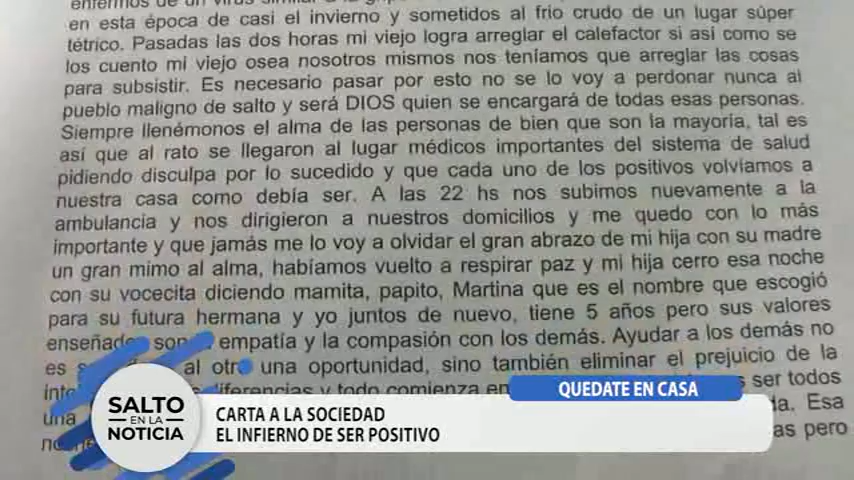 en esta época de casi el invierno y sometidos al frio crudo de un lugar súper
tétrico. Pasadas las dos horas mi viejo logra arreglar el calefactor si así como se
los cuento mi viejo osea nosotros mismos nos teníamos que arreglar las cosas
para subsistir. Es necesario pasar por esto no se lo voy a perdonar nunca al
pueblo maligno de salto y será DIOS quien se encargará de todas esas personas.
Siempre llenémonos el alma de las personas de bien que son la mayoría, tal es
así que al rato se llegaron al lugar médicos importantes del sistema de salud
pidiendo disculpa por lo sucedido y que cada uno de los positivos volvíamos a
nuestra casa como debía ser. A las 22 hs nos subimos nuevamente a la
ambulancia y nos dirigieron a nuestros domicilios y me quedo con lo más
importante y que jamás me lo voy a olvidar el gran abrazo de mi hija con su madre
un gran mimo al alma, habíamos vuelto a respirar paz y mi hija cerro esa noche
con su vocecita diciendo mamita, papito, Martina que es el nombre que escogió
para su futura hermana y yo juntos de nuevo, tiene 5 años pero sus valores
empatía y la compasión con los demás. Ayudar a los demás no
es al otro una oportunidad, sino también eliminar el prejuicio de la
diferencias y todo comienza en ser todos
una Esa
as pero
QUEDATE EN CASA
SALTO
EN LA
NOTICIA
CARTA A LA SOCIEDAD
EL INFIERNO DE SER POSITIVO